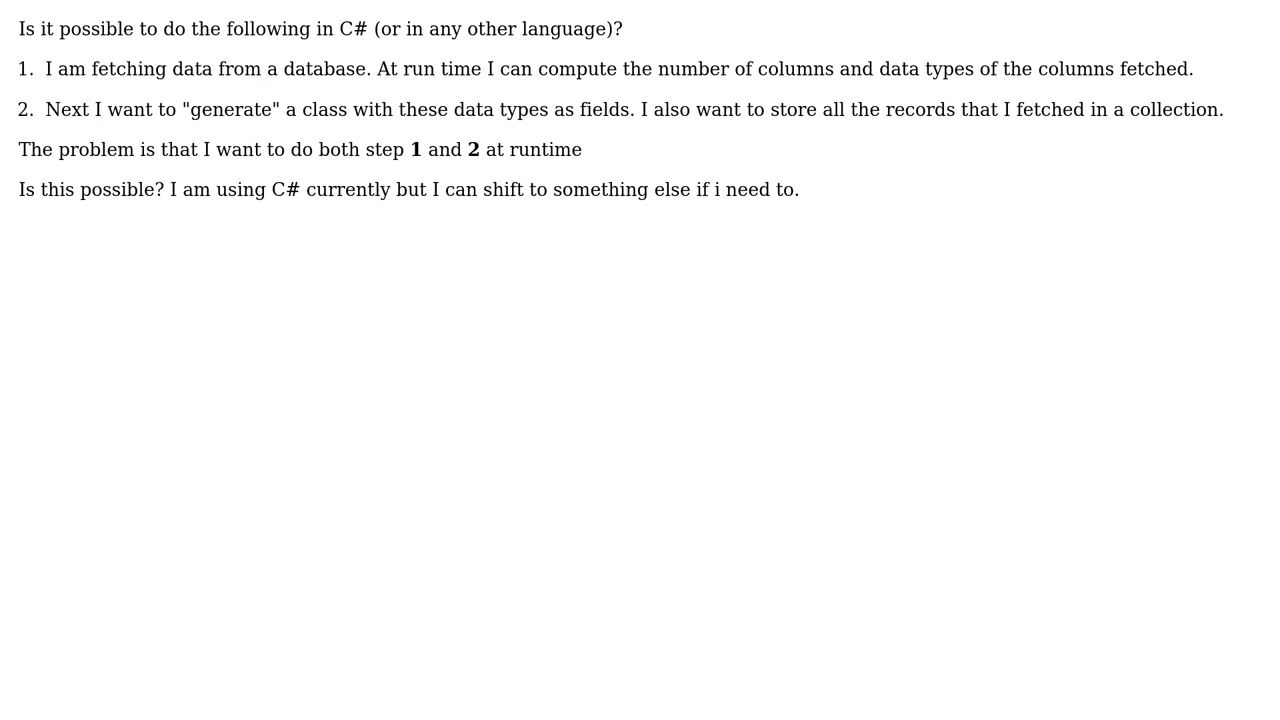 Is it possible to do the following in C# (or in any other language)?
1. I am fetching data from a database. At run time I can compute the number of columns and data types of the columns fetched.
2. Next I want to "generate" a class with these data types as fields. I also want to store all the records that I fetched in a collection.
The problem is that I want to do both step 1 and 2 at runtime
Is this possible? I am using C# currently but I can shift to something else if i need to.